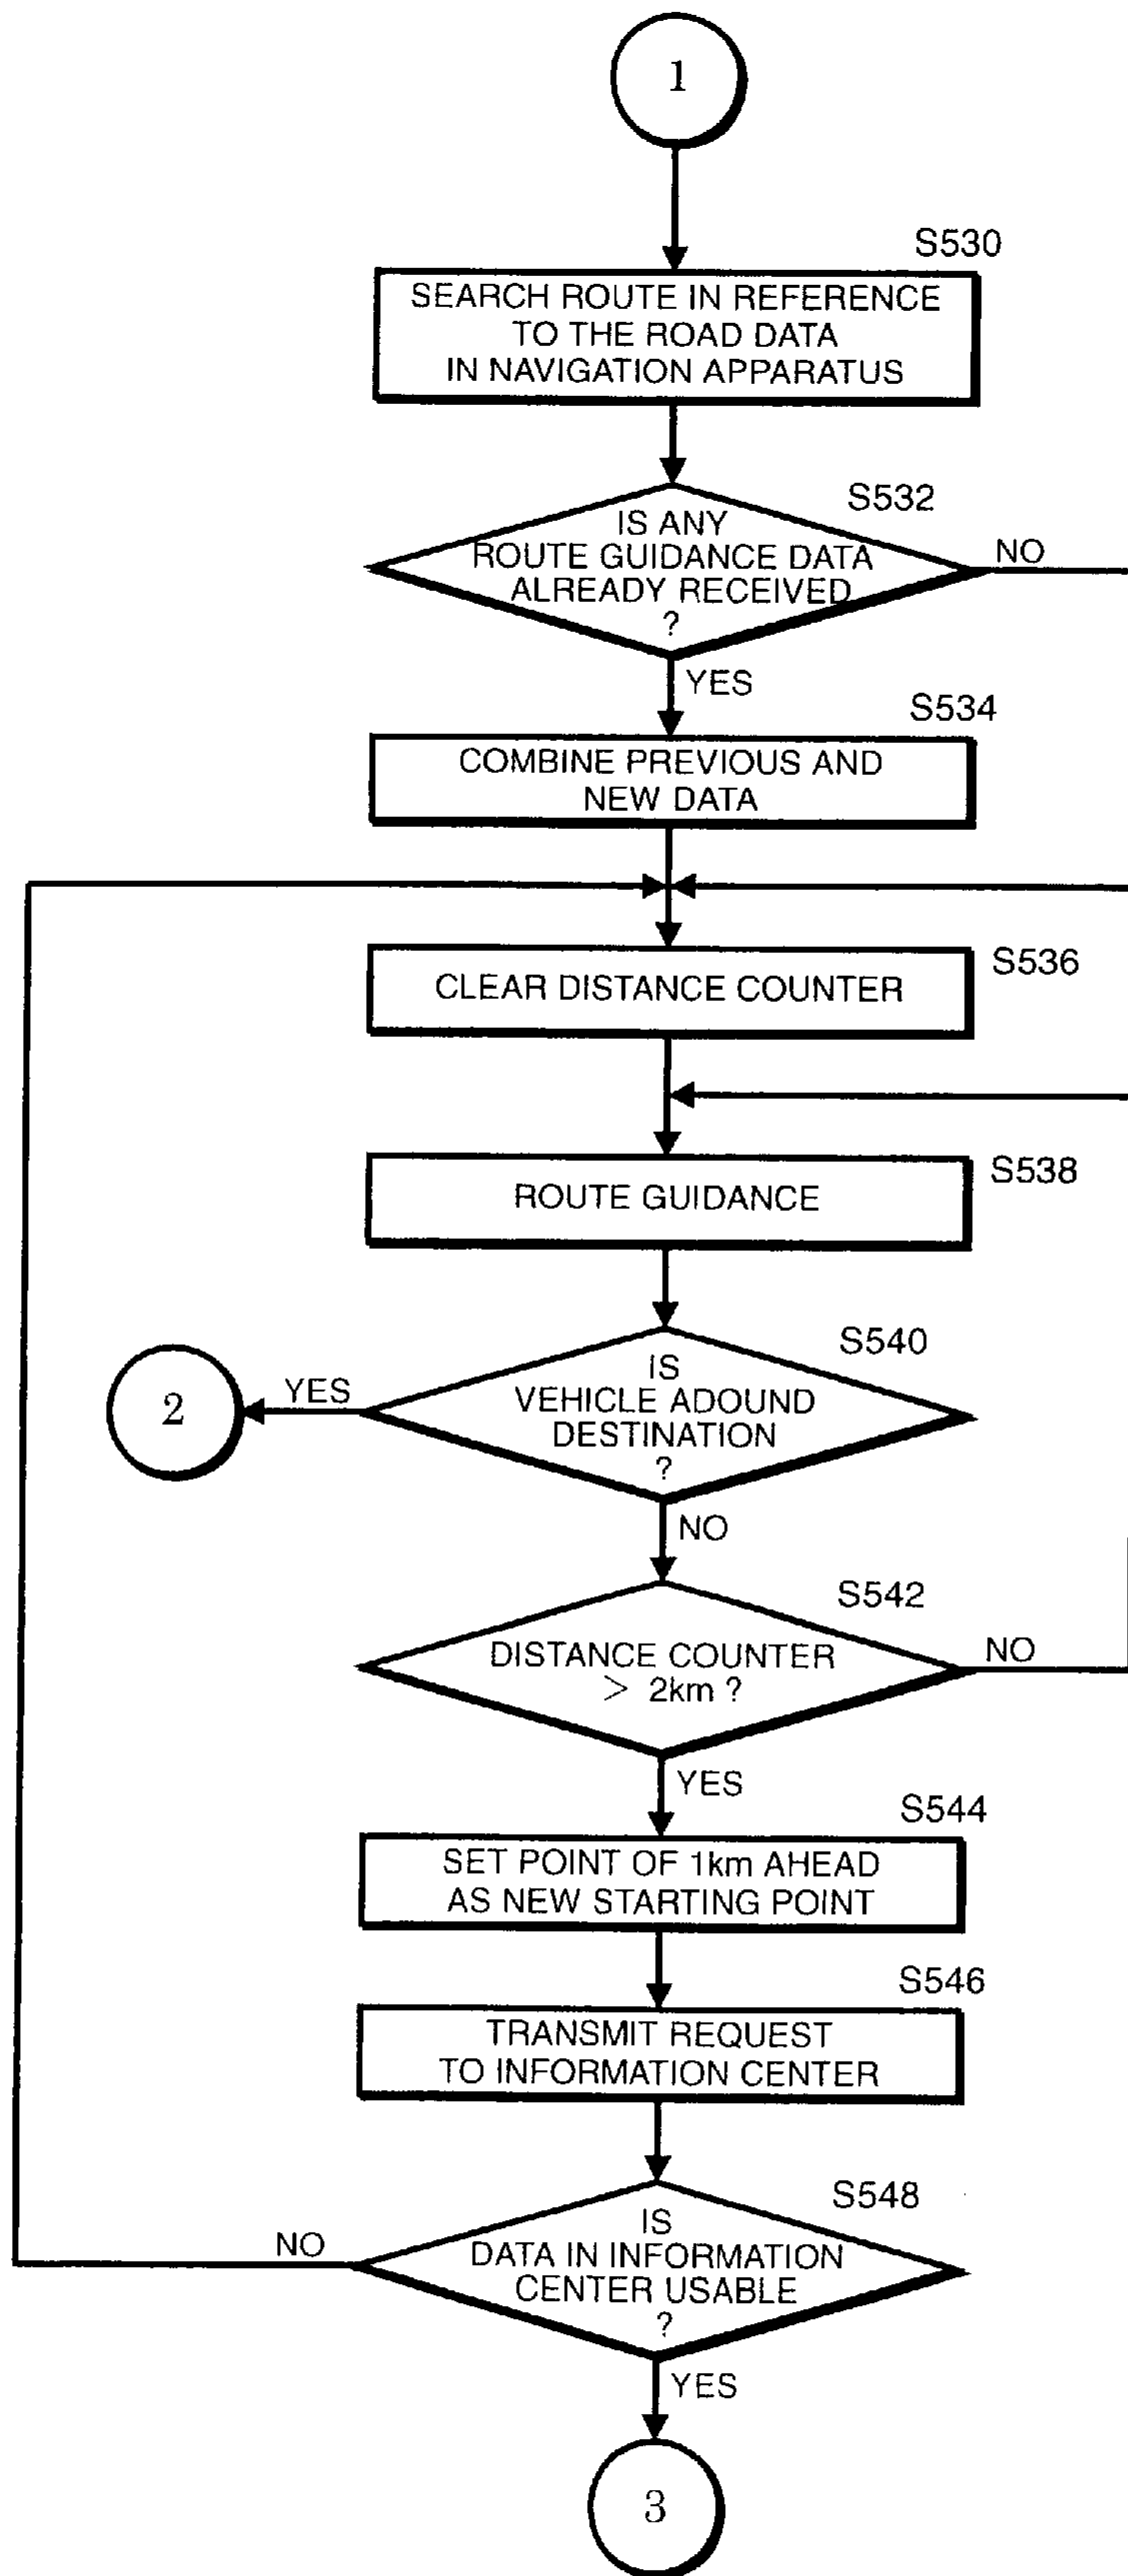 1
S530
SEARCH ROUTE IN REFERENCE
TO THE ROAD DATA
IN NAVIGATION APPARATUS
S532
IS ANY
ROUTE GUIDANCE DATA
ALREADY RECEIVED
?
NO
YES
S534
COMBINE PREVIOUS AND
NEW DATA
S536
CLEAR DISTANCE COUNTER
S538
ROUTE GUIDANCE
S540
IS
VEHICLE ADOUND
DESTINATION
?
YES
2
NO
S542
DISTANCE COUNTER
> 2km ?
NO
YES
S544
SET POINT OF 1km AHEAD
AS NEW STARTING POINT
S546
TRANSMIT REQUEST
TO INFORMATION CENTER
S548
IS
DATA IN INFORMATION
CENTER USABLE
?
NO
YES
3